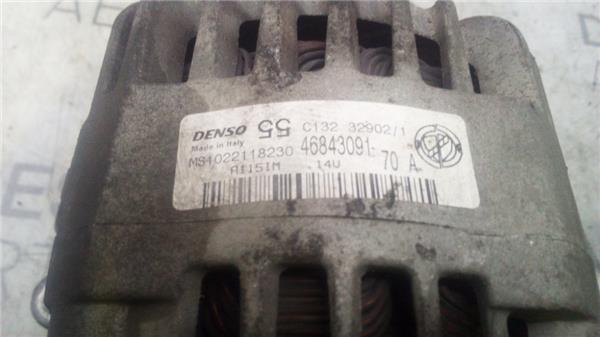 DENSO 55 C132 32902/1
Made in Italy
MS1022118230 46843091 70 A
A115IM 14V